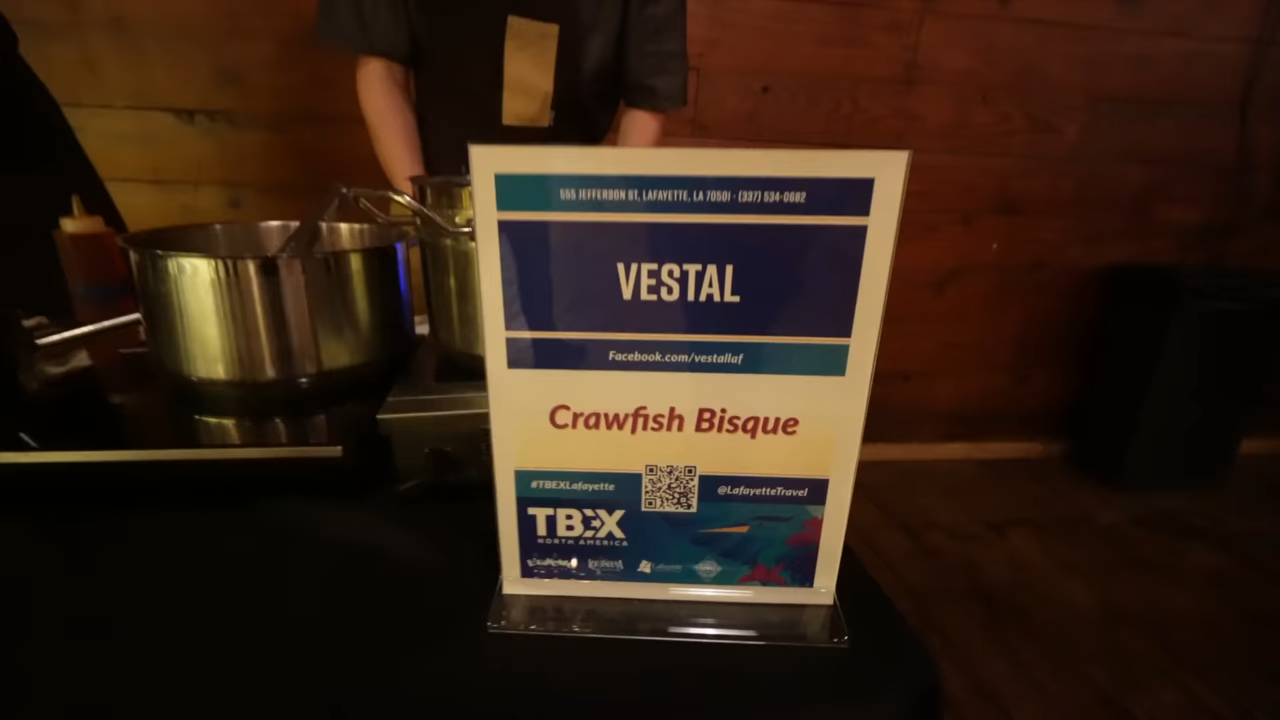 555 JEFFERSON ST, LAFAYETTE, LA 70501 · (337) 534-0682
VESTAL
Facebook.com/vestallaf
Crawfish Bisque
#TBEXLafayette
@LafayetteTravel
TBEX
NORTH AMERICA